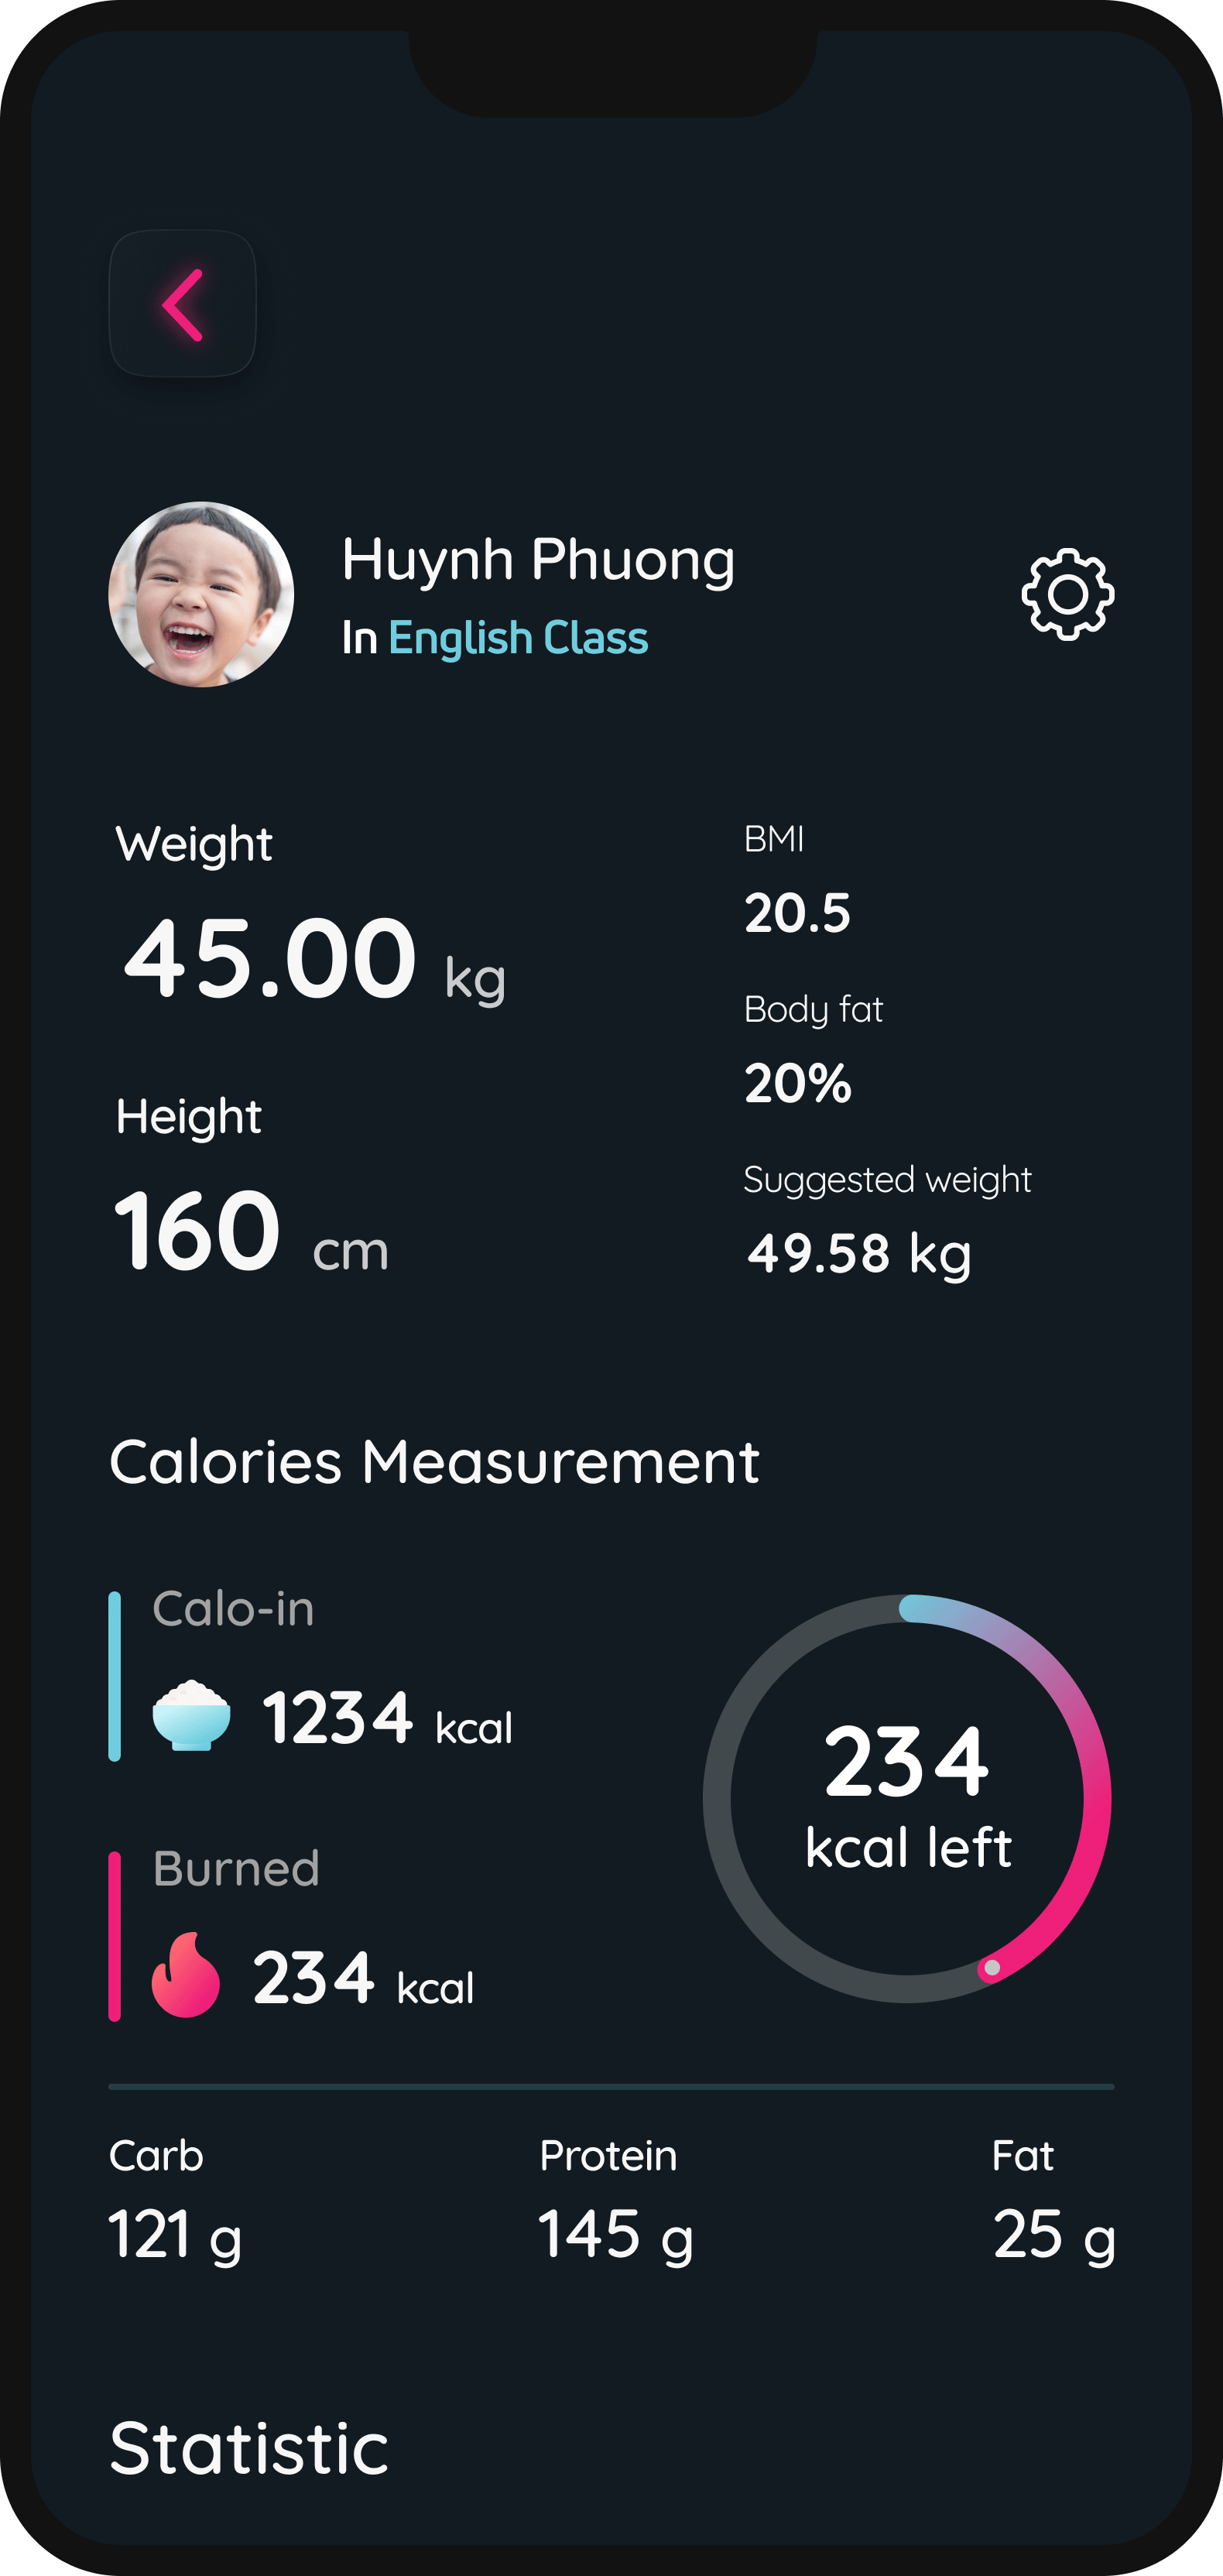 Huynh Phuong
In English Class
Weight
45.00 kg
Height
160 cm
BMI
20.5
Body fat
20%
Suggested weight
49.58 kg
Calories Measurement
Calo-in
1234 kcal
Burned
234 kcal
234
kcal left
Carb
121 g
Protein
145 g
Fat
25 g
Statistic